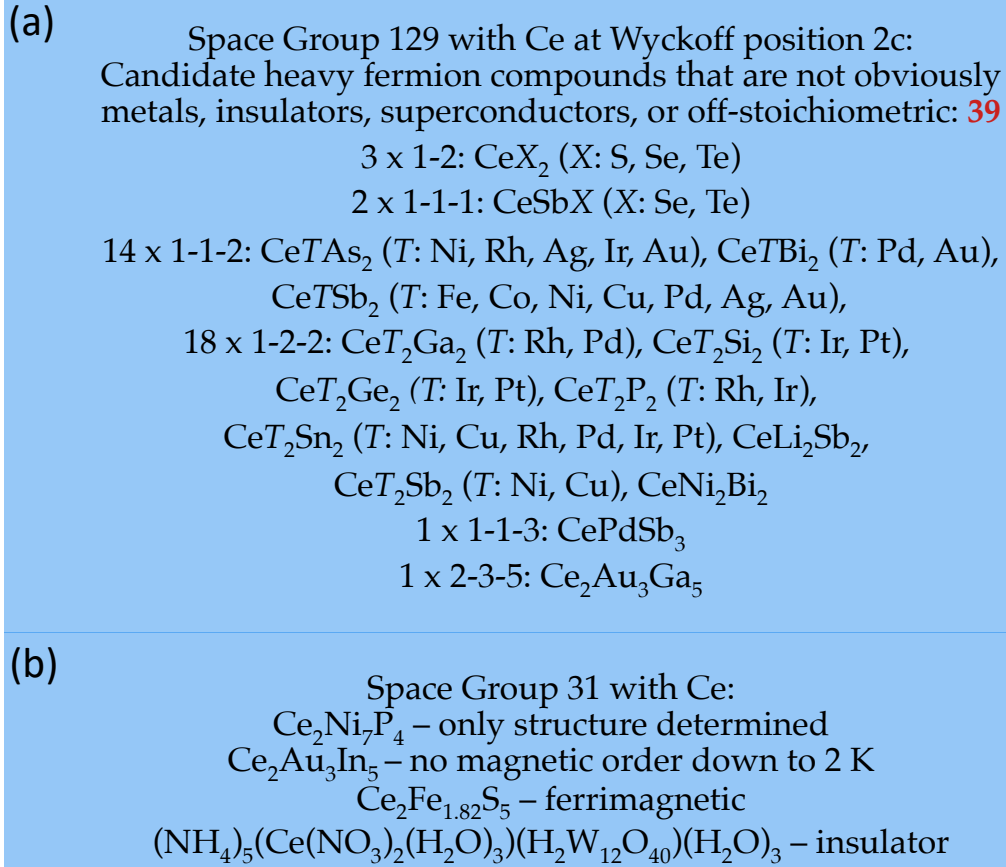 (a)
Space Group 129 with Ce at Wyckoff position 2c:
Candidate heavy fermion compounds that are not obviously
metals, insulators, superconductors, or off-stoichiometric: 39
3 x 1-2: CeX₂ (X: S, Se, Te)
2 x 1-1-1: CeSbX (X: Se, Te)
14 x 1-1-2: CeTAs₂ (T: Ni, Rh, Ag, Ir, Au), CeTBi₂ (T: Pd, Au),
CeTSb₂ (T: Fe, Co, Ni, Cu, Pd, Ag, Au),
18 x 1-2-2: CeT₂Ga₂ (T: Rh, Pd), CeT₂Si₂ (T: Ir, Pt),
CeT₂Ge₂ (T: Ir, Pt), CeT₂P₂ (T: Rh, Ir),
CeT₂Sn₂ (T: Ni, Cu, Rh, Pd, Ir, Pt), CeLi₂Sb₂,
CeT₂Sb₂ (T: Ni, Cu), CeNi₂Bi₂
1 x 1-1-3: CePdSb₃
1 x 2-3-5: Ce₂Au₃Ga₅
(b)
Space Group 31 with Ce:
Ce₂Ni₇P₄ – only structure determined
Ce₂Au₃In₅ – no magnetic order down to 2 K
Ce₂Fe₁.₈₂S₅ – ferrimagnetic
(NH₄)₅(Ce(NO₃)₂(H₂O)₃)(H₂W₁₂O₄₀)(H₂O)₃ – insulator